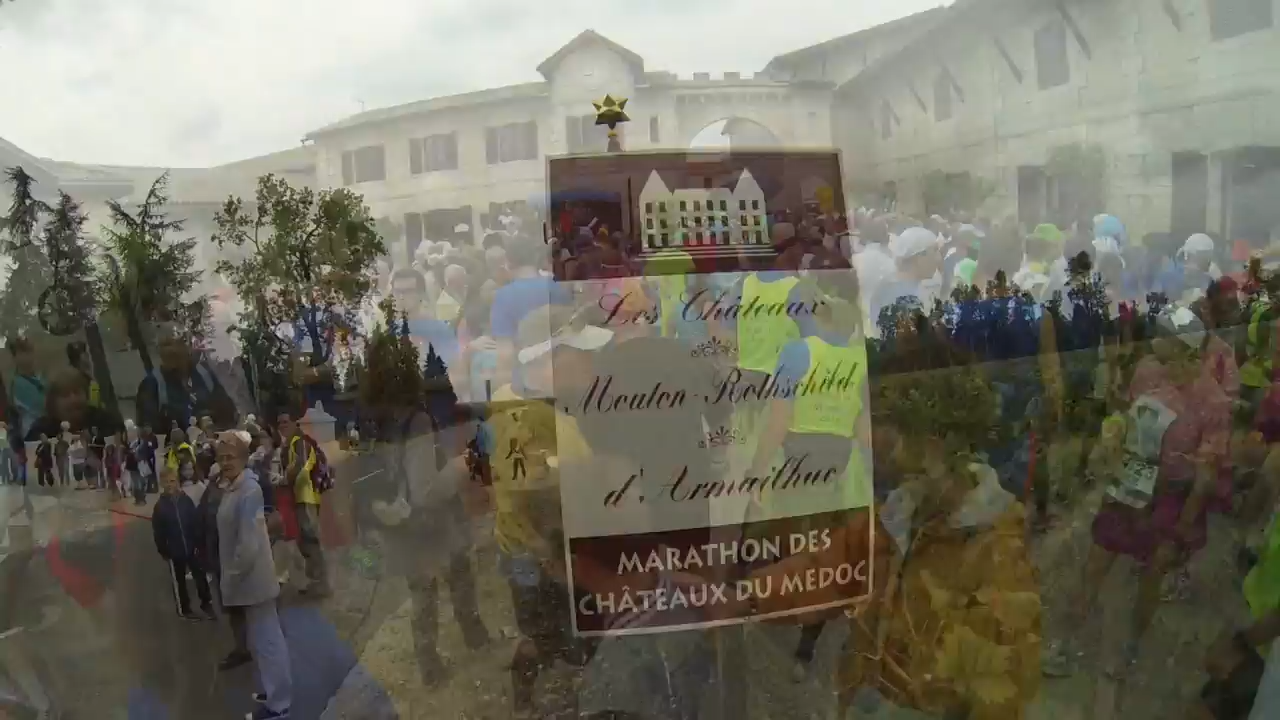 Les Châteaux
Mouton-Rothschild
d'Armailhac
MARATHON DES
CHÂTEAUX DU MEDOC